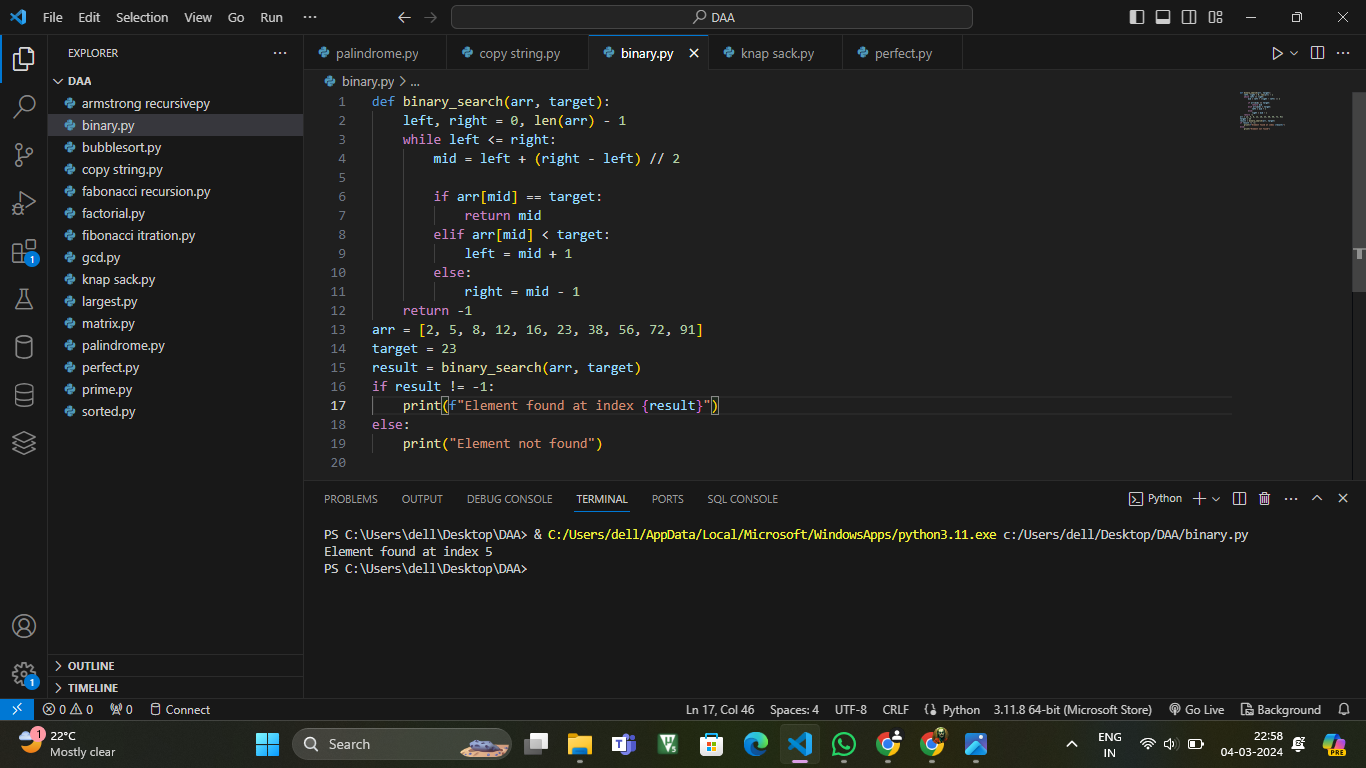 File Edit Selection View Go Run ··· DAA
EXPLORER ···
DAA
armstrong recursivepy
binary.py
bubblesort.py
copy string.py
fabonacci recursion.py
factorial.py
fibonacci itration.py
gcd.py
knap sack.py
largest.py
matrix.py
palindrome.py
perfect.py
prime.py
sorted.py
OUTLINE
TIMELINE
1
1
palindrome.py copy string.py binary.py knap sack.py perfect.py
binary.py > ...
1 def binary_search(arr, target):
2 left, right = 0, len(arr) - 1
3 while left <= right:
4 mid = left + (right - left) // 2
5
6 if arr[mid] == target:
7 return mid
8 elif arr[mid] < target:
9 left = mid + 1
10 else:
11 right = mid - 1
12 return -1
13 arr = [2, 5, 8, 12, 16, 23, 38, 56, 72, 91]
14 target = 23
15 result = binary_search(arr, target)
16 if result != -1:
17 print(f"Element found at index {result}")
18 else:
19 print("Element not found")
20
PROBLEMS OUTPUT DEBUG CONSOLE TERMINAL PORTS SQL CONSOLE Python
PS C:\Users\dell\Desktop\DAA> & C:/Users/dell/AppData/Local/Microsoft/WindowsApps/python3.11.exe c:/Users/dell/Desktop/DAA/binary.py
Element found at index 5
PS C:\Users\dell\Desktop\DAA>
0 0 0 Connect Ln 17, Col 46 Spaces: 4 UTF-8 CRLF Python 3.11.8 64-bit (Microsoft Store) Go Live Background
1 22°C
Mostly clear
Search
ENG
IN
22:58
04-03-2024
PRE